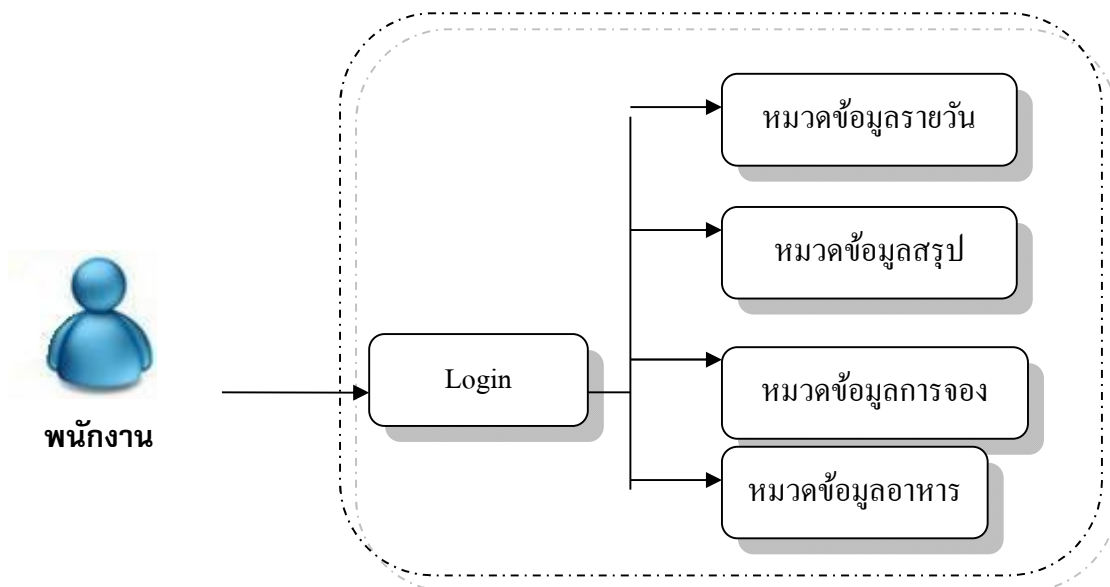 หมวดข้อมูลรายวัน
หมวดข้อมูลสรุป
Login
หมวดข้อมูลการจอง
พนักงาน
หมวดข้อมูลอาหาร